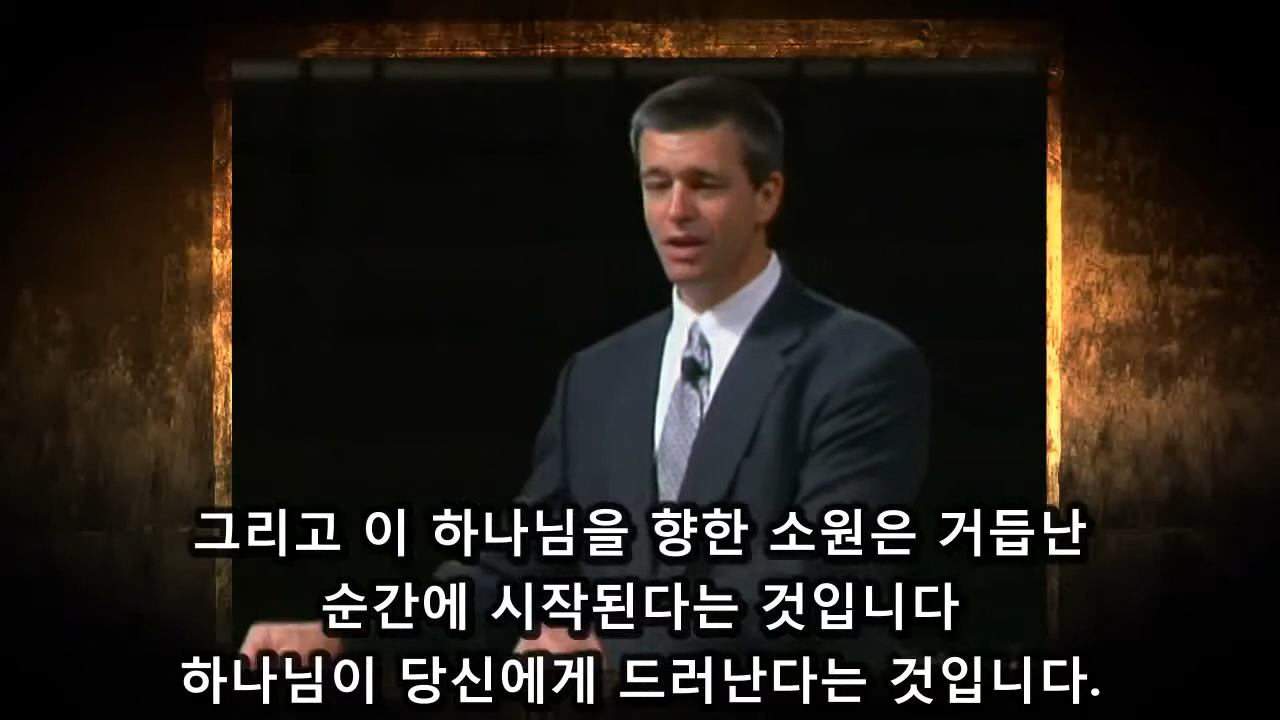 그리고 이 하나님을 향한 소원은 거듭난
순간에 시작된다는 것입니다
하나님이 당신에게 드러난다는 것입니다.